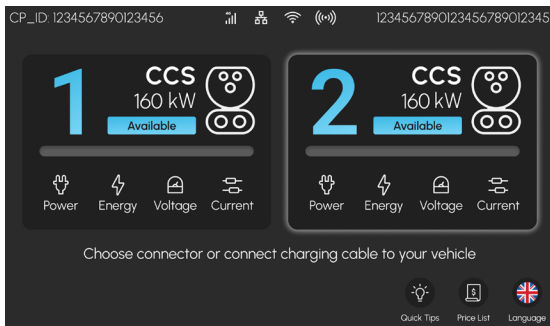 CP_ID: 1234567890123456 1234567890123456789012345
1 CCS
160 kW
Available
Power Energy Voltage Current
2 CCS
160 kW
Available
Power Energy Voltage Current
Choose connector or connect charging cable to your vehicle
Quick Tips Price List Language